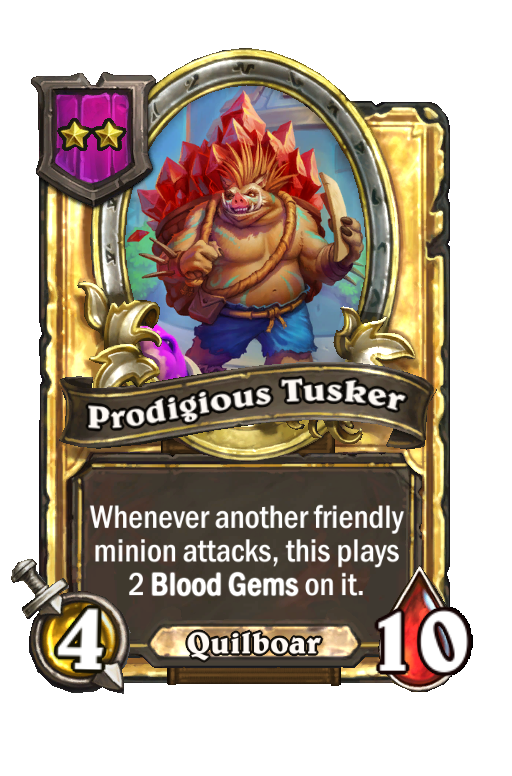 Prodigious Tusker
Whenever another friendly
minion attacks, this plays
2 Blood Gems on it.
4
Quilboar
10